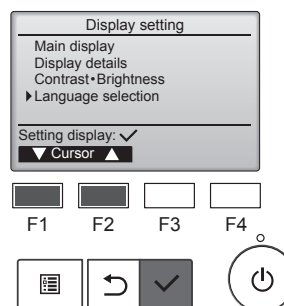 Display setting
Main display
Display details
Contrast•Brightness
▶Language selection
Setting display: ✓
▼ Cursor ▲
F1 F2 F3 F4